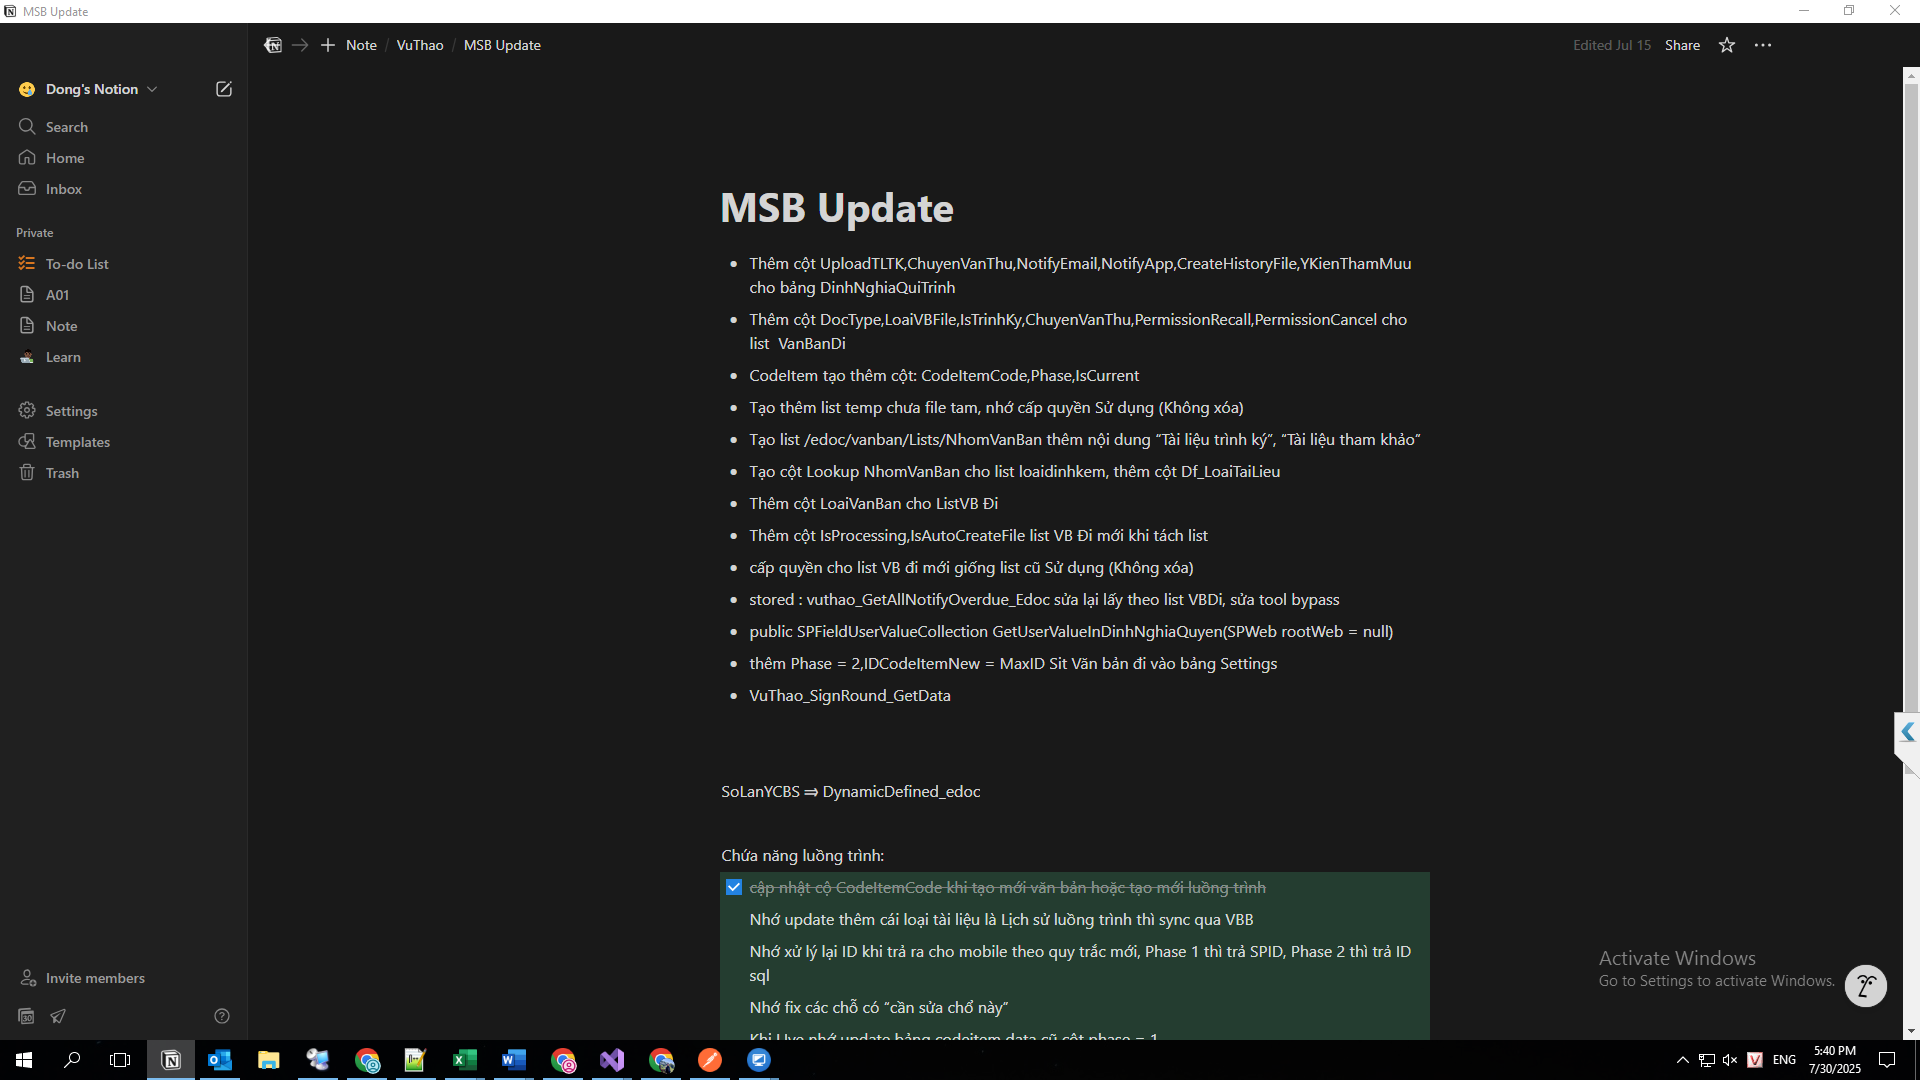 MSB Update
Note / VuThao / MSB Update
Edited Jul 15
Share
Dong's Notion
Search
Home
Inbox
Private
To-do List
A01
Note
Learn
Settings
Templates
Trash
Invite members
30
MSB Update
• Thêm cột UploadTLTK,ChuyenVanThu,NotifyEmail,NotifyApp,CreateHistoryFile,YKienThamMuu
cho bảng DinhNghiaQuiTrinh
• Thêm cột DocType,LoaiVBFile,IsTrinhKy,ChuyenVanThu,PermissionRecall,PermissionCancel cho
list  VanBanDi
• CodeItem tạo thêm cột: CodeItemCode,Phase,IsCurrent
• Tạo thêm list temp chưa file tam, nhớ cấp quyền Sử dụng (Không xóa)
• Tạo list /edoc/vanban/Lists/NhomVanBan thêm nội dung “Tài liệu trình ký”, “Tài liệu tham khảo”
• Tạo cột Lookup NhomVanBan cho list loaidinhkem, thêm cột Df_LoaiTaiLieu
• Thêm cột LoaiVanBan cho ListVB Đi
• Thêm cột IsProcessing,IsAutoCreateFile list VB Đi mới khi tách list
• cấp quyền cho list VB đi mới giống list cũ Sử dụng (Không xóa)
• stored : vuthao_GetAllNotifyOverdue_Edoc sửa lại lấy theo list VBDi, sửa tool bypass
• public SPFieldUserValueCollection GetUserValueInDinhNghiaQuyen(SPWeb rootWeb = null)
• thêm Phase = 2,IDCodeItemNew = MaxID Sit Văn bản đi vào bảng Settings
• VuThao_SignRound_GetData
SoLanYCBS ⇒ DynamicDefined_edoc
Chứa năng luồng trình:
cập nhật cộ CodeItemCode khi tạo mới văn bản hoặc tạo mới luồng trình
Nhớ update thêm cái loại tài liệu là Lịch sử luồng trình thì sync qua VBB
Nhớ xử lý lại ID khi trả ra cho mobile theo quy trắc mới, Phase 1 thì trả SPID, Phase 2 thì trả ID
sql
Nhớ fix các chỗ có “cần sửa chổ này”
Khi Live nhớ update bảng codeitem data cũ cột phase = 1
Activate Windows
Go to Settings to activate Windows.
ENG
5:40 PM
7/30/2025